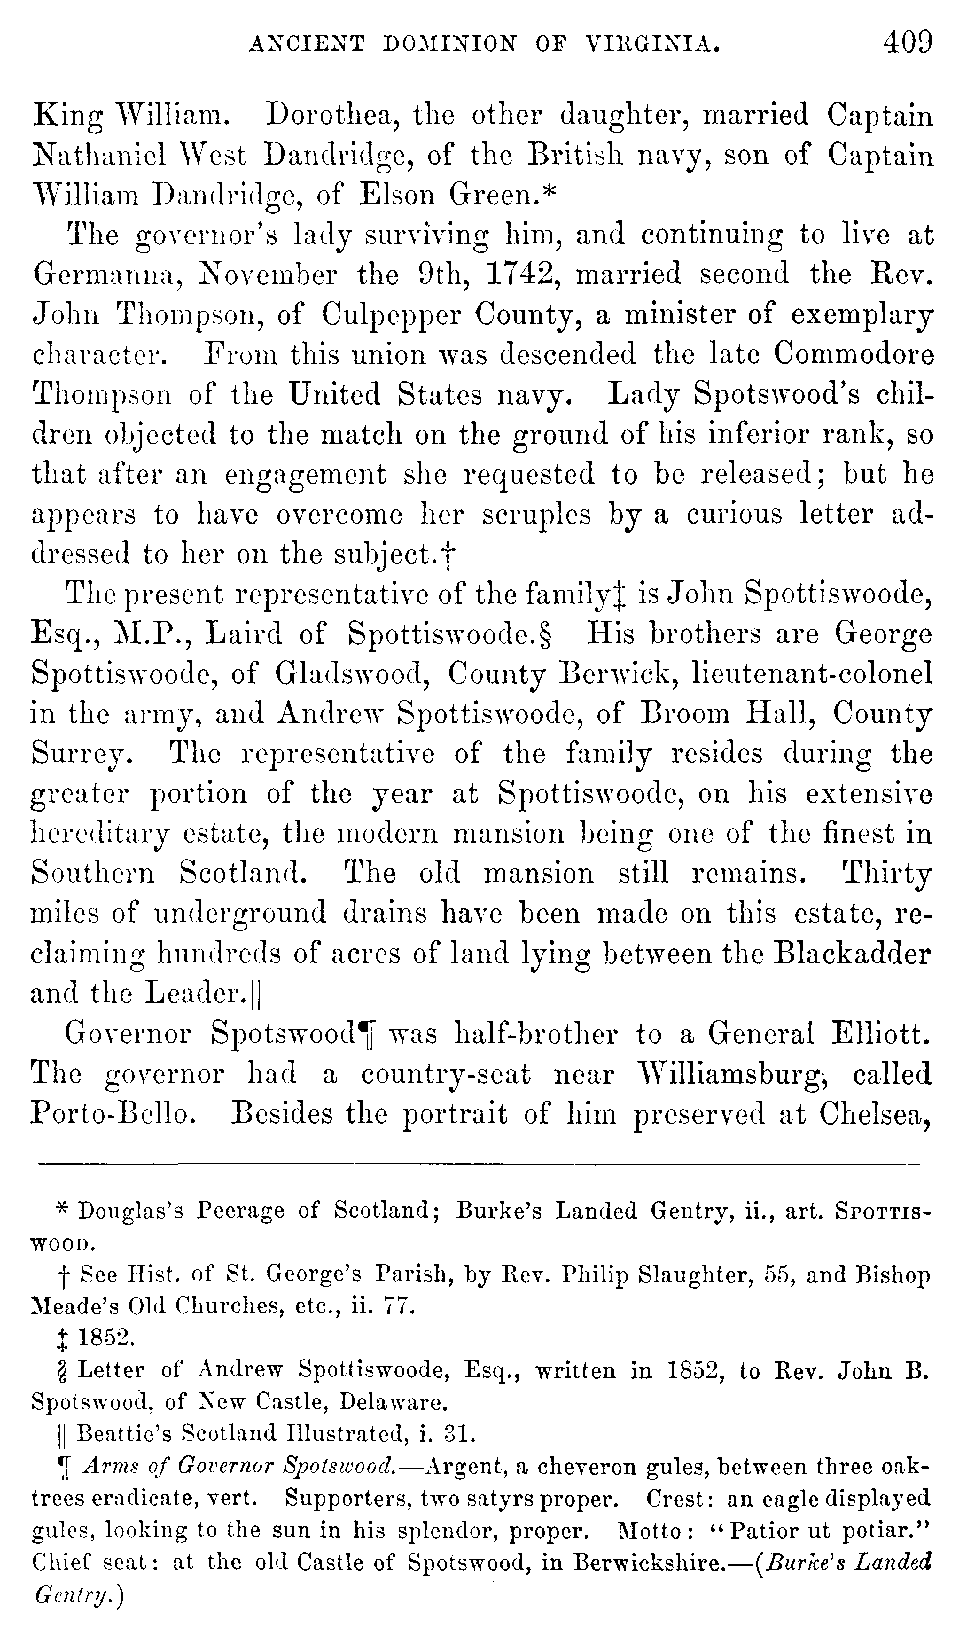 ANCIENT DOMINION OF VIRGINIA. 409
King William. Dorothea, the other daughter, married Captain
Nathaniel West Dandridge, of the British navy, son of Captain
William Dandridge, of Elson Green.*
The governor's lady surviving him, and continuing to live at
Germanna, November the 9th, 1742, married second the Rev.
John Thompson, of Culpepper County, a minister of exemplary
character. From this union was descended the late Commodore
Thompson of the United States navy. Lady Spotswood's chil-
dren objected to the match on the ground of his inferior rank, so
that after an engagement she requested to be released; but he
appears to have overcome her scruples by a curious letter ad-
dressed to her on the subject.†
The present representative of the family‡ is John Spottiswoode,
Esq., M.P., Laird of Spottiswoode.§ His brothers are George
Spottiswoode, of Gladswood, County Berwick, lieutenant-colonel
in the army, and Andrew Spottiswoode, of Broom Hall, County
Surrey. The representative of the family resides during the
greater portion of the year at Spottiswoode, on his extensive
hereditary estate, the modern mansion being one of the finest in
Southern Scotland. The old mansion still remains. Thirty
miles of underground drains have been made on this estate, re-
claiming hundreds of acres of land lying between the Blackadder
and the Leader.||
Governor Spotswood¶ was half-brother to a General Elliott.
The governor had a country-seat near Williamsburg, called
Porto-Bello. Besides the portrait of him preserved at Chelsea,
* Douglas's Peerage of Scotland; Burke's Landed Gentry, ii., art. SPOTTIS-
WOOD.
† See Hist. of St. George's Parish, by Rev. Philip Slaughter, 55, and Bishop
Meade's Old Churches, etc., ii. 77.
‡ 1852.
§ Letter of Andrew Spottiswoode, Esq., written in 1852, to Rev. John B.
Spotswood, of New Castle, Delaware.
|| Beattie's Scotland Illustrated, i. 31.
¶ Arms of Governor Spotswood.—Argent, a cheveron gules, between three oak-
trees eradicate, vert. Supporters, two satyrs proper. Crest: an eagle displayed
gules, looking to the sun in his splendor, proper. Motto: "Patior ut potiar."
Chief seat: at the old Castle of Spotswood, in Berwickshire.—(Burke's Landed
Gentry.)